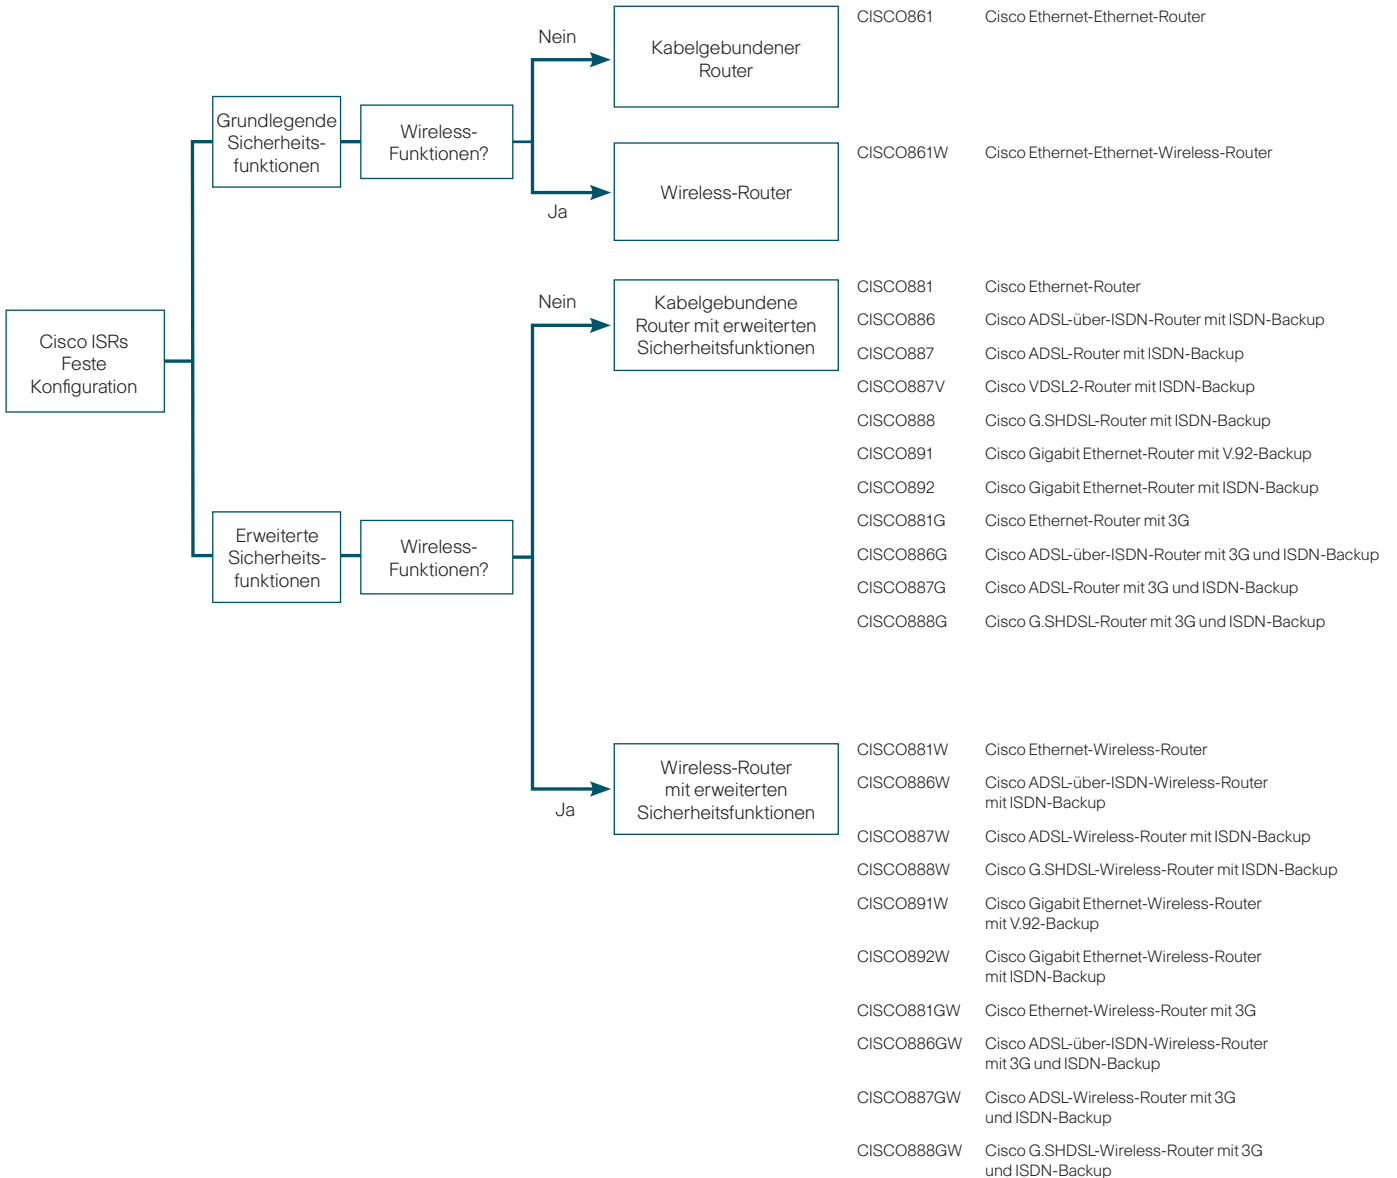 Cisco ISRs
Feste
Konfiguration
Grundlegende
Sicherheits-
funktionen
Wireless-
Funktionen?
Nein
Kabelgebundener
Router
CISCO861 Cisco Ethernet-Ethernet-Router
Ja
Wireless-Router
CISCO861W Cisco Ethernet-Ethernet-Wireless-Router
Erweiterte
Sicherheits-
funktionen
Wireless-
Funktionen?
Nein
Kabelgebundene
Router mit erweiterten
Sicherheitsfunktionen
CISCO881 Cisco Ethernet-Router
CISCO886 Cisco ADSL-über-ISDN-Router mit ISDN-Backup
CISCO887 Cisco ADSL-Router mit ISDN-Backup
CISCO887V Cisco VDSL2-Router mit ISDN-Backup
CISCO888 Cisco G.SHDSL-Router mit ISDN-Backup
CISCO891 Cisco Gigabit Ethernet-Router mit V.92-Backup
CISCO892 Cisco Gigabit Ethernet-Router mit ISDN-Backup
CISCO881G Cisco Ethernet-Router mit 3G
CISCO886G Cisco ADSL-über-ISDN-Router mit 3G und ISDN-Backup
CISCO887G Cisco ADSL-Router mit 3G und ISDN-Backup
CISCO888G Cisco G.SHDSL-Router mit 3G und ISDN-Backup
Ja
Wireless-Router
mit erweiterten
Sicherheitsfunktionen
CISCO881W Cisco Ethernet-Wireless-Router
CISCO886W Cisco ADSL-über-ISDN-Wireless-Router
mit ISDN-Backup
CISCO887W Cisco ADSL-Wireless-Router mit ISDN-Backup
CISCO888W Cisco G.SHDSL-Wireless-Router mit ISDN-Backup
CISCO891W Cisco Gigabit Ethernet-Wireless-Router
mit V.92-Backup
CISCO892W Cisco Gigabit Ethernet-Wireless-Router
mit ISDN-Backup
CISCO881GW Cisco Ethernet-Wireless-Router mit 3G
CISCO886GW Cisco ADSL-über-ISDN-Wireless-Router
mit 3G und ISDN-Backup
CISCO887GW Cisco ADSL-Wireless-Router mit 3G
und ISDN-Backup
CISCO888GW Cisco G.SHDSL-Wireless-Router mit 3G
und ISDN-Backup